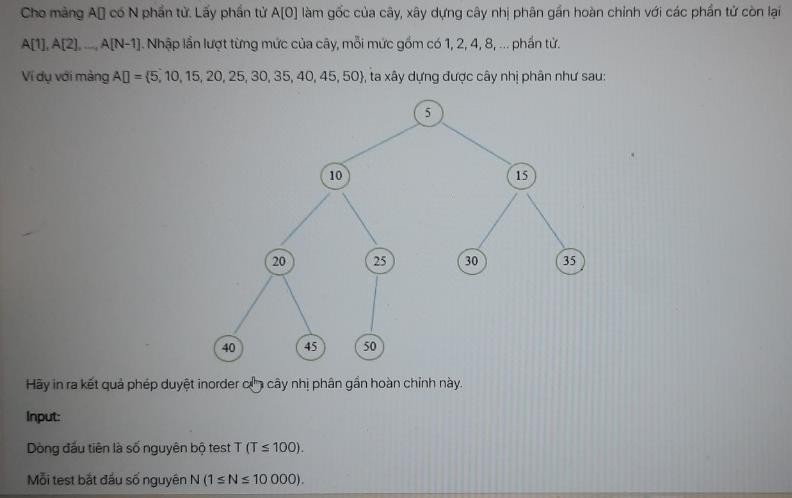 Cho mảng A[] có N phần tử. Lấy phần tử A[0] làm gốc của cây, xây dựng cây nhị phân gần hoàn chỉnh với các phần tử còn lại
A[1], A[2], ..., A[N-1]. Nhập lần lượt từng mức của cây, mỗi mức gồm có 1, 2, 4, 8, ... phần tử.
Ví dụ với mảng A[] = {5, 10, 15, 20, 25, 30, 35, 40, 45, 50}, ta xây dựng được cây nhị phân như sau:
5
10 15
20 25 30 35
40 45 50
Hãy in ra kết quả phép duyệt inorder cây nhị phân gần hoàn chỉnh này.
Input:
Dòng đầu tiên là số nguyên bộ test T (T ≤ 100).
Mỗi test bắt đầu số nguyên N (1 ≤ N ≤ 10 000).